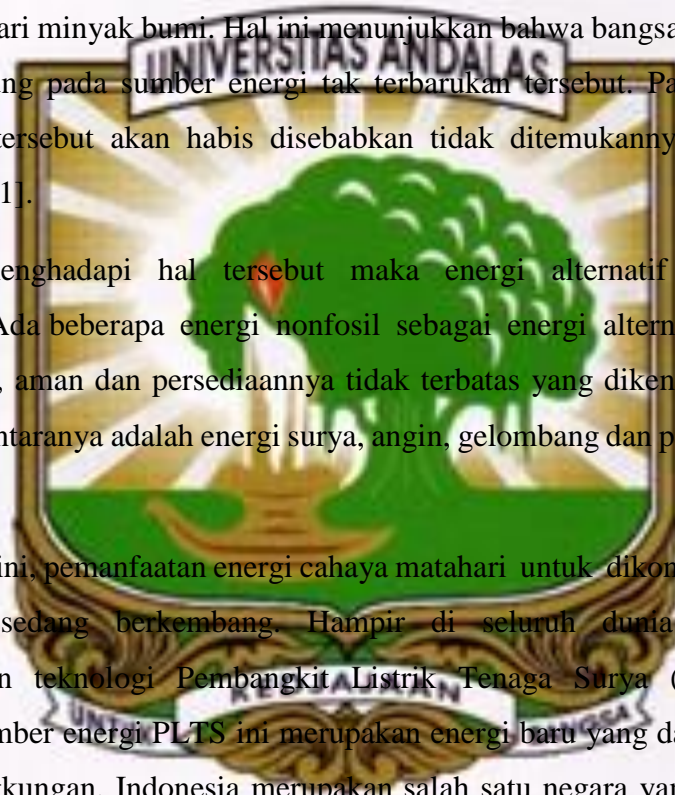 ari minyak bumi. Hal ini menunjukkan bahwa bangsa
UNIVERSITAS ANDALAS
ng pada sumber energi tak terbarukan tersebut. Pa
tersebut akan habis disebabkan tidak ditemukanny
1].
enghadapi hal tersebut maka energi alternatif
Ada beberapa energi nonfosil sebagai energi altern
, aman dan persediaannya tidak terbatas yang diken
ntaranya adalah energi surya, angin, gelombang dan p
ini, pemanfaatan energi cahaya matahari untuk dikon
sedang berkembang. Hampir di seluruh dunia
n teknologi Pembangkit Listrik Tenaga Surya (
KEDJAJAAN
UNTUK BANGSA
mber energi PLTS ini merupakan energi baru yang da
gkungan. Indonesia merupakan salah satu negara yan